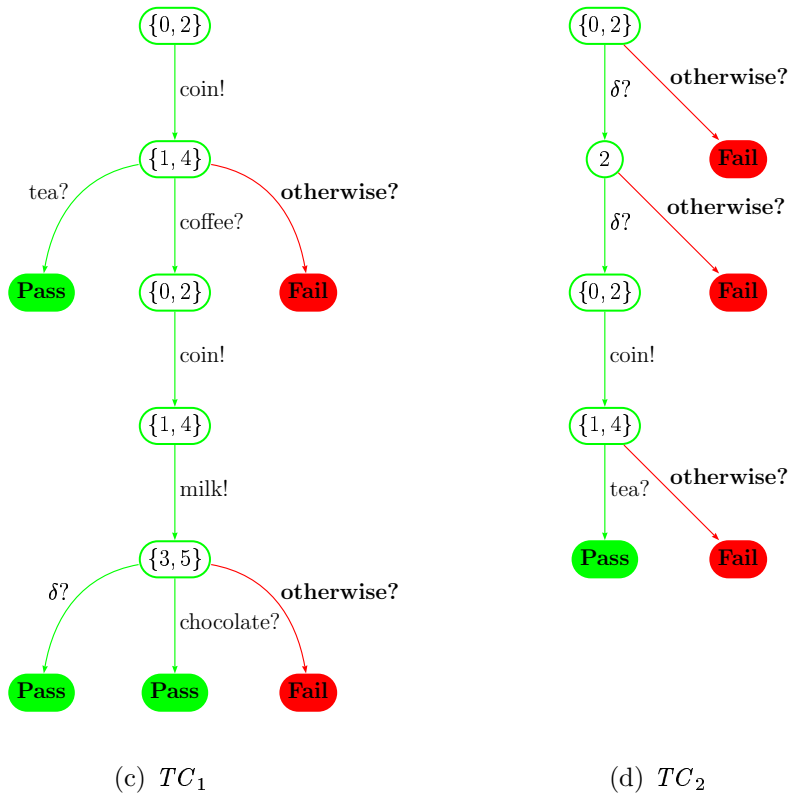 {0, 2}
coin!
{1, 4}
tea?
coffee?
otherwise?
Pass
{0, 2}
Fail
coin!
{1, 4}
milk!
{3, 5}
δ?
chocolate?
otherwise?
Pass
Pass
Fail
(c) TC₁
{0, 2}
δ?
otherwise?
2
Fail
δ?
otherwise?
{0, 2}
Fail
coin!
{1, 4}
tea?
otherwise?
Pass
Fail
(d) TC₂